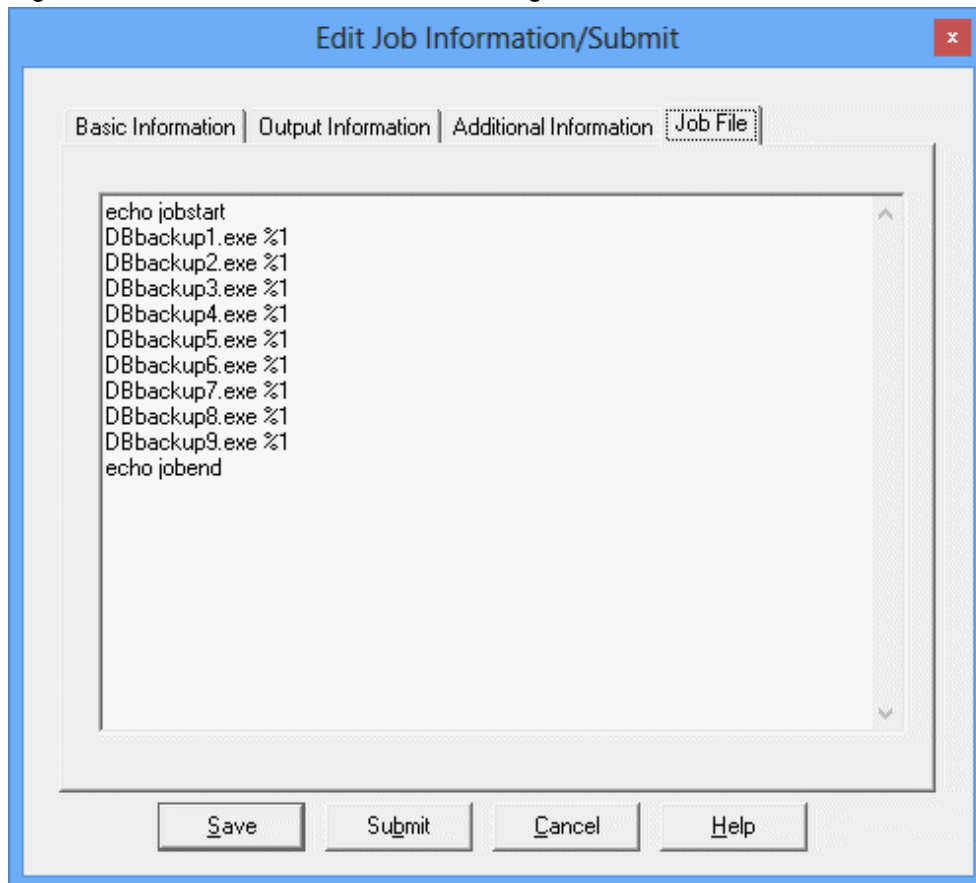 Edit Job Information/Submit
x
Basic Information
Output Information
Additional Information
Job File
echo jobstart
DBbackup1.exe %1
DBbackup2.exe %1
DBbackup3.exe %1
DBbackup4.exe %1
DBbackup5.exe %1
DBbackup6.exe %1
DBbackup7.exe %1
DBbackup8.exe %1
DBbackup9.exe %1
echo jobend
Save
Submit
Cancel
Help